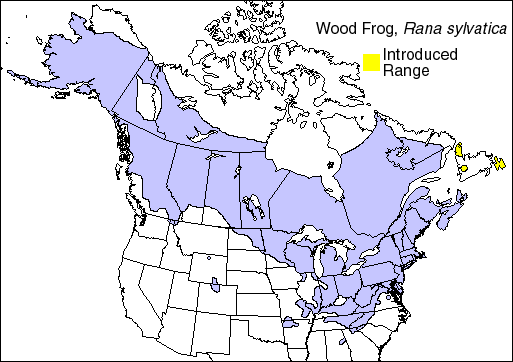 Wood Frog, Rana sylvatica
Introduced
Range